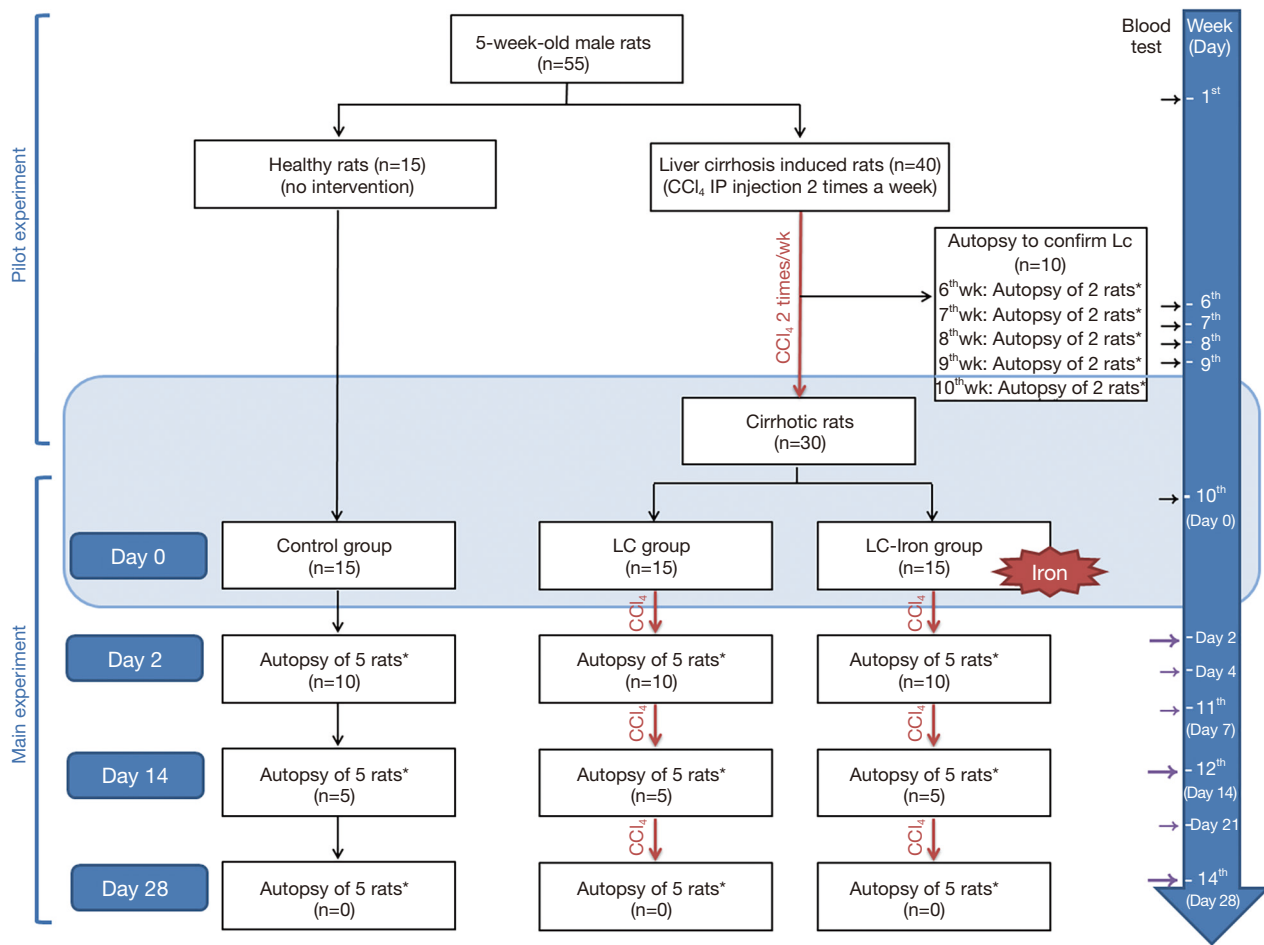 Blood
test
Week
(Day)
5-week-old male rats
(n=55)
1st
Pilot experiment
Healthy rats (n=15)
(no intervention)
Liver cirrhosis induced rats (n=40)
(CCl₄ IP injection 2 times a week)
CCl₄ 2 times/wk
Autopsy to confirm Lc
(n=10)
6thwk: Autopsy of 2 rats*
7thwk: Autopsy of 2 rats*
8thwk: Autopsy of 2 rats*
9thwk: Autopsy of 2 rats*
10thwk: Autopsy of 2 rats*
6th
7th
8th
9th
Cirrhotic rats
(n=30)
10th
(Day 0)
Main experiment
Day 0
Control group
(n=15)
LC group
(n=15)
LC-Iron group
(n=15)
Iron
CCl₄
CCl₄
Day 2
Autopsy of 5 rats*
(n=10)
Autopsy of 5 rats*
(n=10)
Autopsy of 5 rats*
(n=10)
Day 2
Day 4
CCl₄
CCl₄
11th
(Day 7)
Day 14
Autopsy of 5 rats*
(n=5)
Autopsy of 5 rats*
(n=5)
Autopsy of 5 rats*
(n=5)
12th
(Day 14)
CCl₄
CCl₄
Day 21
Day 28
Autopsy of 5 rats*
(n=0)
Autopsy of 5 rats*
(n=0)
Autopsy of 5 rats*
(n=0)
14th
(Day 28)